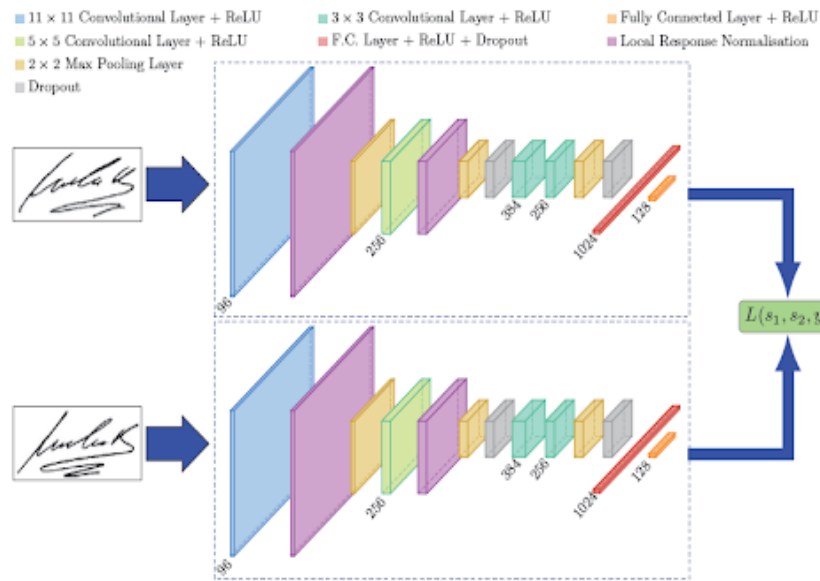 11 × 11 Convolutional Layer + ReLU
3 × 3 Convolutional Layer + ReLU
Fully Connected Layer + ReLU
5 × 5 Convolutional Layer + ReLU
F.C. Layer + ReLU + Dropout
Local Response Normalisation
2 × 2 Max Pooling Layer
Dropout
96
256
384
256
1024
128
L(s₁, s₂, y
96
256
384
256
1024
128